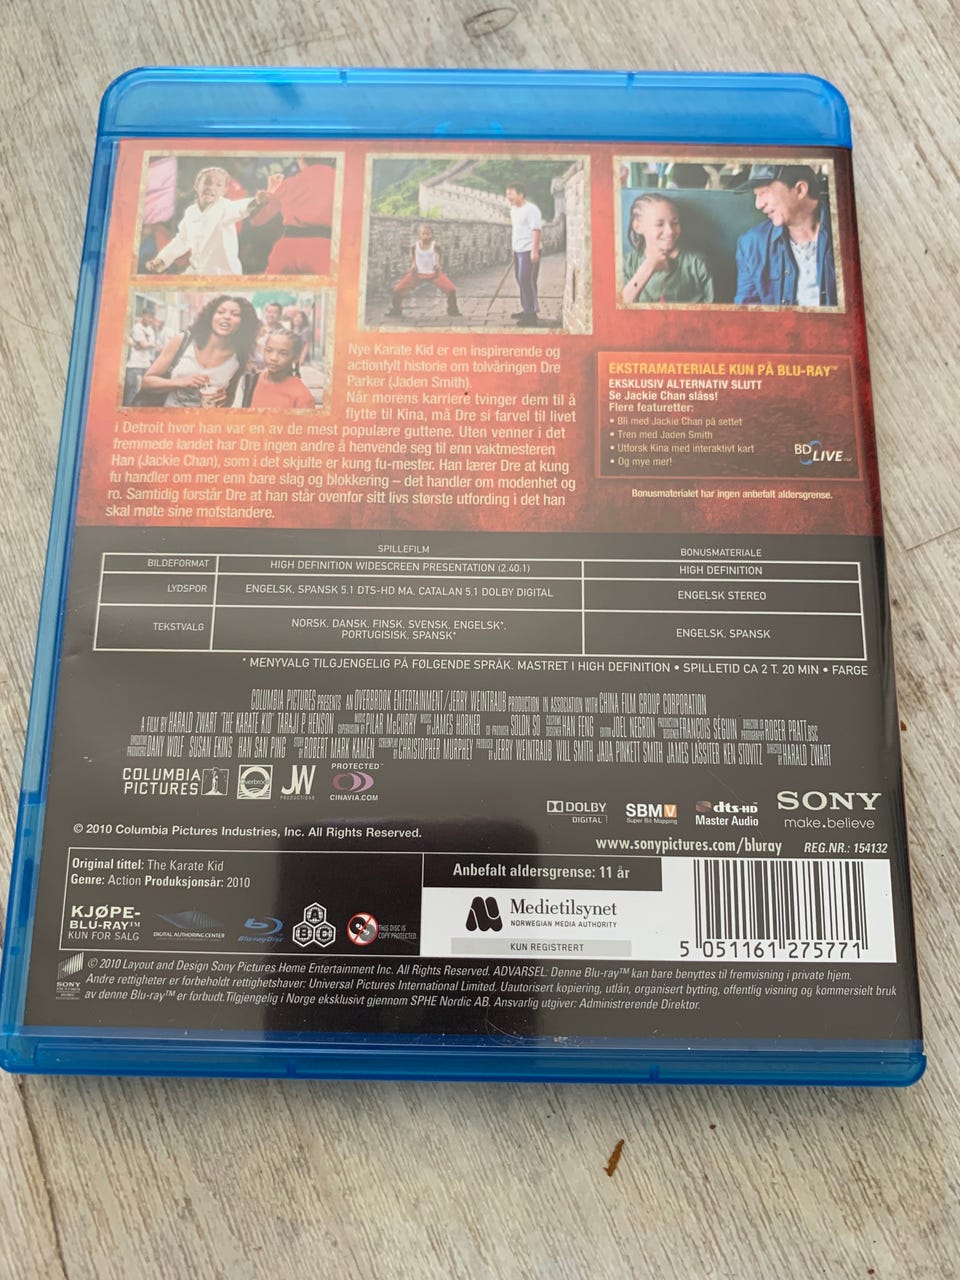 Nye Karate Kid er en inspirerende og
actionfylt historie om tolvåringen Dre
Parker (Jaden Smith).
Når morens karriere tvinger dem til å
flytte til Kina, må Dre si farvel til livet
i Detroit hvor han var en av de mest populære guttene. Uten venner i det
fremmede landet har Dre ingen andre å henvende seg til enn vaktmesteren
Han (Jackie Chan), som i det skjulte er kung fu-mester. Han lærer Dre at kung
fu handler om mer enn bare slag og blokkering – det handler om modenhet og
ro. Samtidig forstår Dre at han står ovenfor sitt livs største utfording i det han
skal møte sine motstandere.
EKSTRAMATERIALE KUN PÅ BLU-RAY™
EKSKLUSIV ALTERNATIV SLUTT
Se Jackie Chan slåss!
Flere featuretter:
• Bli med Jackie Chan på settet
• Tren med Jaden Smith
• Utforsk Kina med interaktivt kart
• Og mye mer!
BD LIVE™
Bonusmaterialet har ingen anbefalt aldersgrense.
SPILLEFILM
BONUSMATERIALE
BILDEFORMAT
HIGH DEFINITION WIDESCREEN PRESENTATION (2.40:1)
HIGH DEFINITION
LYDSPOR
ENGELSK, SPANSK 5.1 DTS-HD MA. CATALAN 5.1 DOLBY DIGITAL
ENGELSK STEREO
TEKSTVALG
NORSK, DANSK, FINSK, SVENSK, ENGELSK*,
PORTUGISISK, SPANSK*
ENGELSK, SPANSK
* MENYVALG TILGJENGELIG PÅ FØLGENDE SPRÅK. MASTRET I HIGH DEFINITION • SPILLETID CA 2 T. 20 MIN • FARGE
COLUMBIA PICTURES PRESENTS AN OVERBROOK ENTERTAINMENT/JERRY WEINTRAUB PRODUCTION IN ASSOCIATION WITH CHINA FILM GROUP CORPORATION
A FILM BY HARALD ZWART "THE KARATE KID" TARAJI P. HENSON MUSIC SUPERVISION BY PILAR McCURRY MUSIC BY JAMES HORNER CO-PRODUCER SOLON SO COSTUME DESIGNER HAN FENG EDITOR JOEL NEGRON PRODUCTION DESIGNER FRANÇOIS SÉGUIN DIRECTOR OF PHOTOGRAPHY ROGER PRATT, BSC
EXECUTIVE PRODUCERS DANY WOLF SUSAN EKINS HAN SAN PING STORY BY ROBERT MARK KAMEN SCREENPLAY BY CHRISTOPHER MURPHEY PRODUCED BY JERRY WEINTRAUB WILL SMITH JADA PINKETT SMITH JAMES LASSITER KEN STOVITZ DIRECTED BY HARALD ZWART
COLUMBIA
PICTURES
overbrook
JW
PRODUCTIONS
PROTECTED™
CINAVIA.COM
DOLBY
DIGITAL
SBMV
Super Bit Mapping
dts-HD
Master Audio
SONY
make.believe
© 2010 Columbia Pictures Industries, Inc. All Rights Reserved.
www.sonypictures.com/bluray
REG.NR.: 154132
Original tittel: The Karate Kid
Genre: Action Produksjonsår: 2010
KJØPE-
BLU-RAY™
KUN FOR SALG
DIGITAL AUTHORING CENTER
Blu-ray Disc
A
B C
THIS DISC IS
COPY PROTECTED.
Anbefalt aldersgrense: 11 år
Medietilsynet
NORWEGIAN MEDIA AUTHORITY
KUN REGISTRERT
5 051161 275771
SONY
PICTURES
© 2010 Layout and Design Sony Pictures Home Entertainment Inc. All Rights Reserved. ADVARSEL: Denne Blu-ray™ kan bare benyttes til fremvisning i private hjem.
Andre rettigheter er forbeholdt rettighetshaver: Universal Pictures International Limited. Uautorisert kopiering, utlån, organisert bytting, offentlig visning og kommersielt bruk
av denne Blu-ray™ er forbudt. Tilgjengelig i Norge eksklusivt gjennom SPHE Nordic AB. Ansvarlig utgiver: Administrerende Direktor.